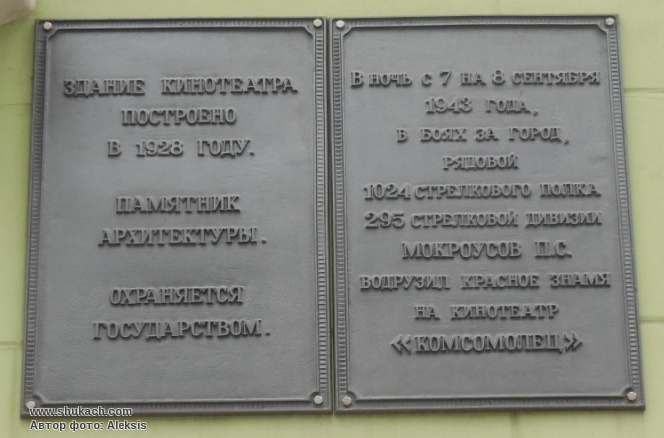 ЗДАНИЕ КИНОТЕАТРА
ПОСТРОЕНО
В 1928 ГОДУ.
ПАМЯТНИК
АРХИТЕКТУРЫ.
ОХРАНЯЕТСЯ
ГОСУДАРСТВОМ.
В НОЧЬ С 7 НА 8 СЕНТЯБРЯ
1943 ГОДА,
В БОЯХ ЗА ГОРОД,
РЯДОВОЙ
1024 СТРЕЛКОВОГО ПОЛКА
295 СТРЕЛКОВОЙ ДИВИЗИИ
МОКРОУСОВ П.С.
ВОДРУЗИЛ КРАСНОЕ ЗНАМЯ
НА КИНОТЕАТР
«КОМСОМОЛЕЦ»
www.shukach.com
Автор фото: Aleksis